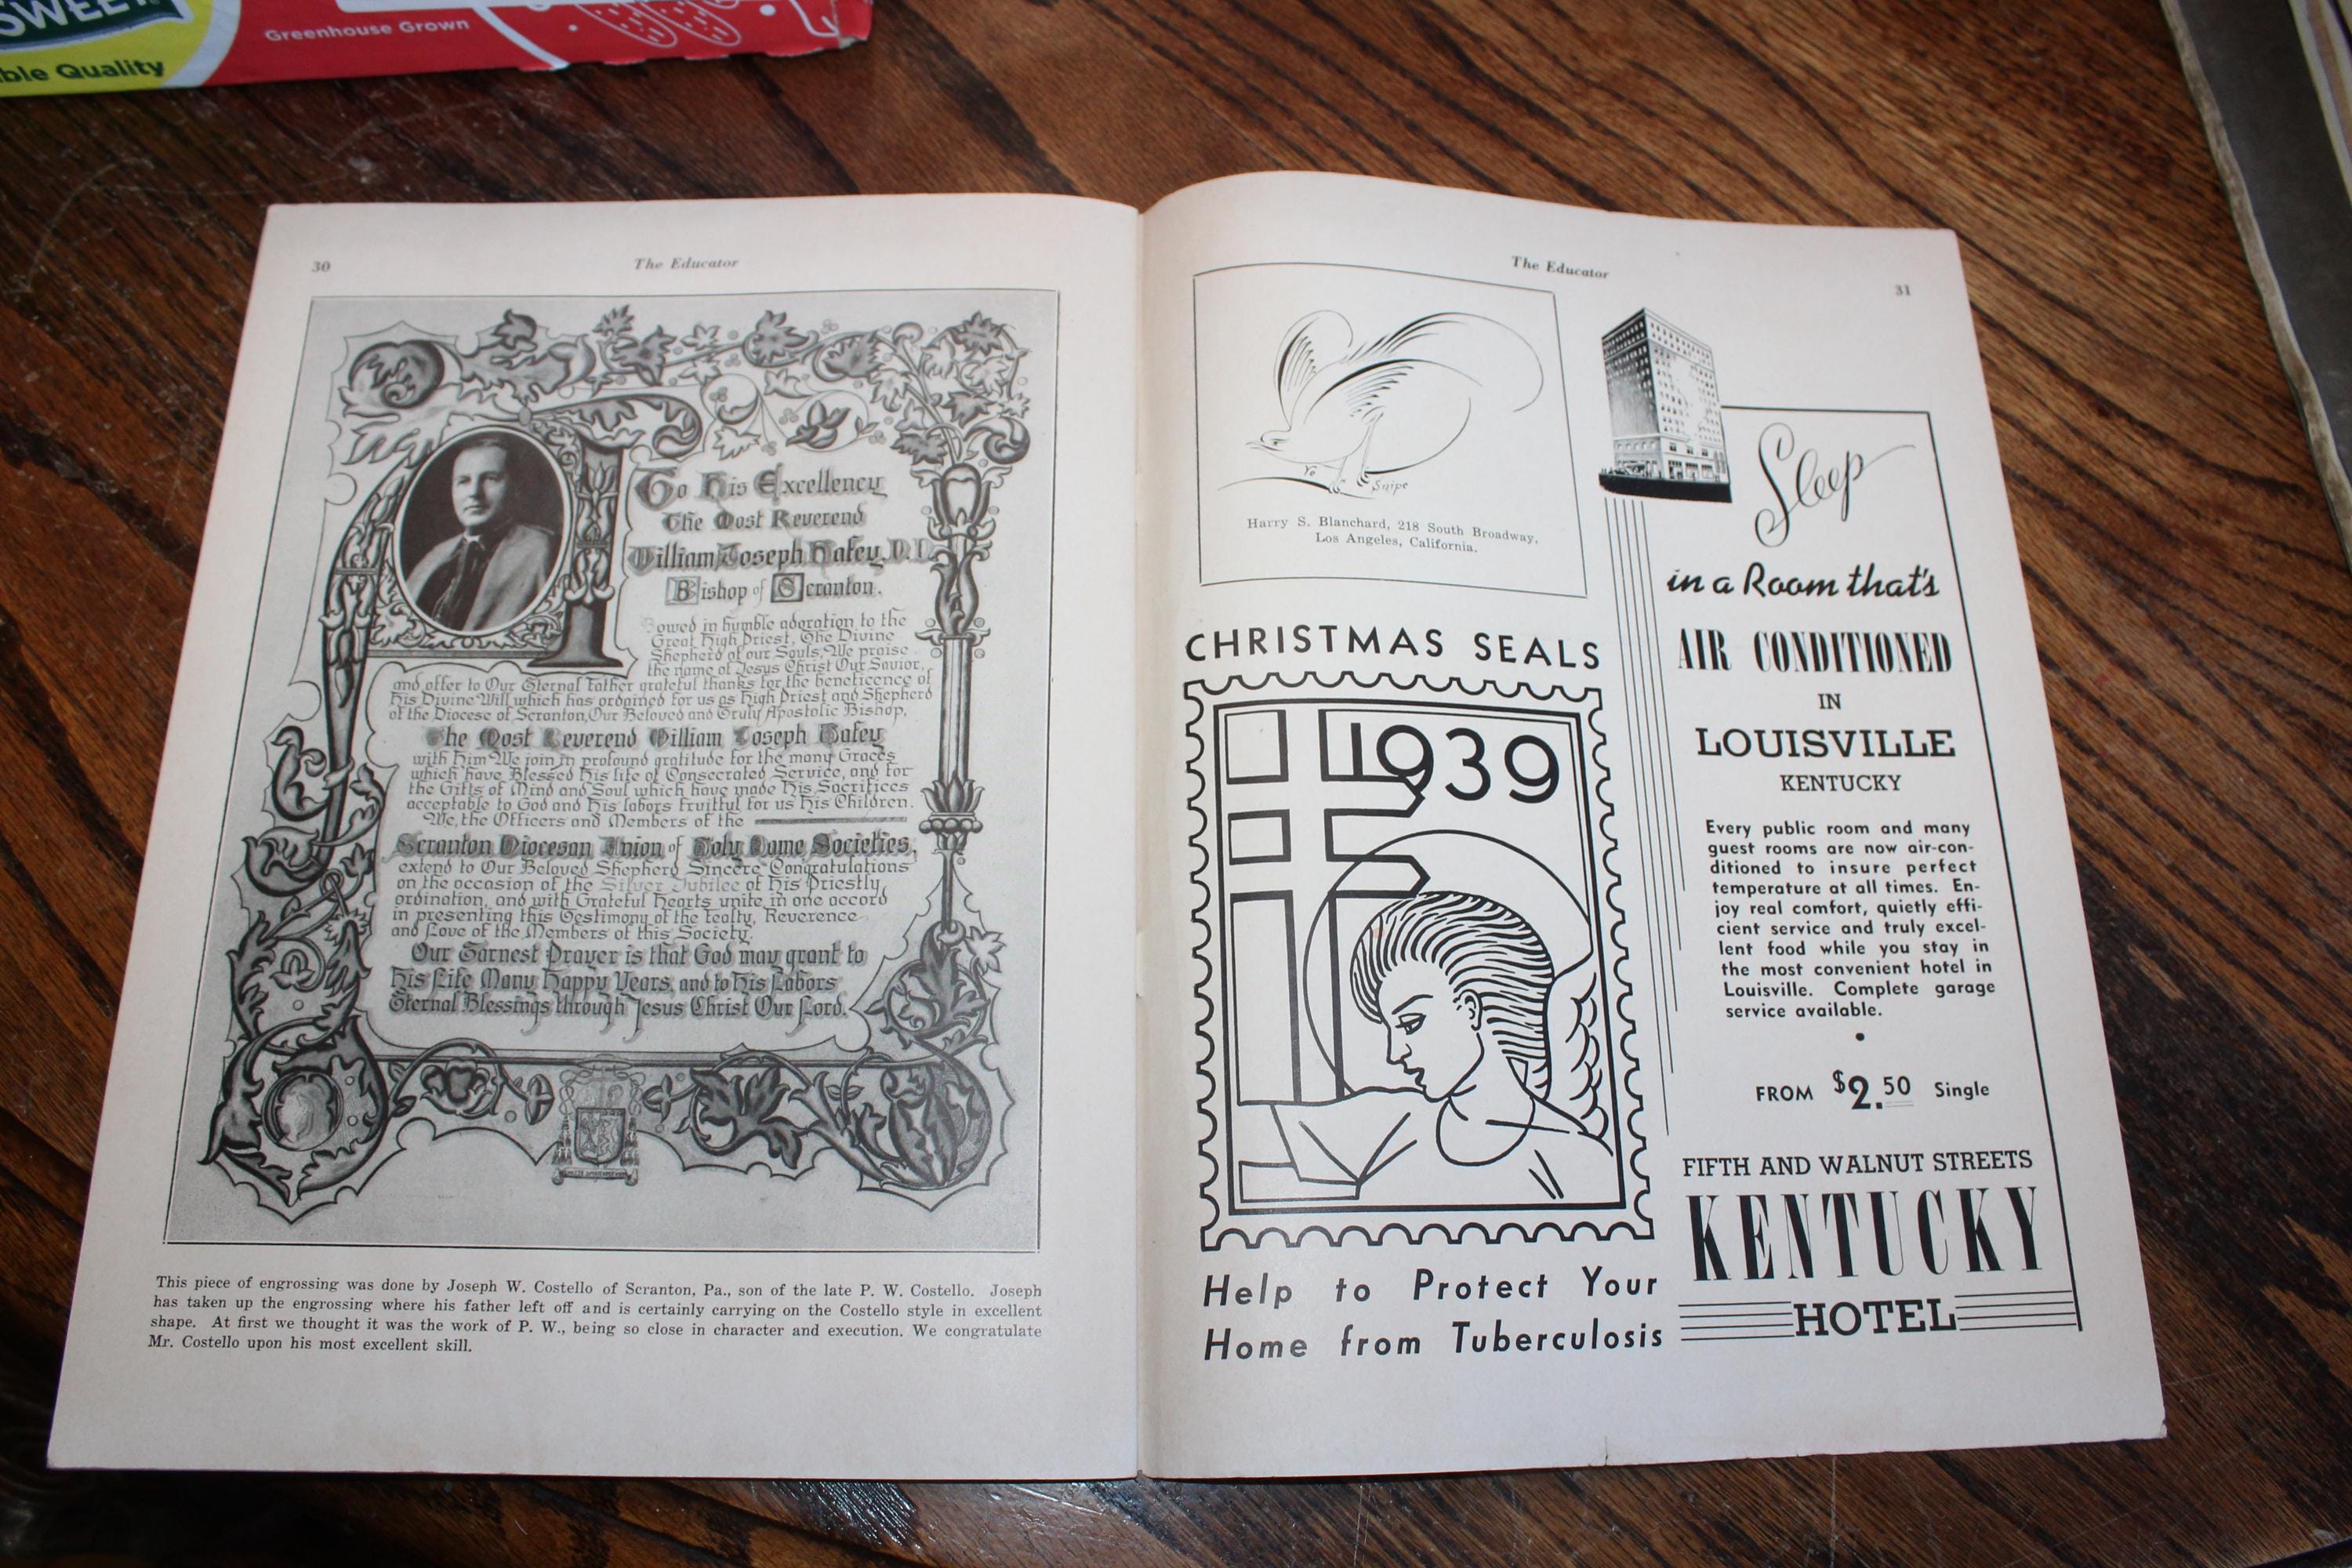 SWEET
Greenhouse Grown
ble Quality
30
The Educator
To His Excellency
The Most Reverend
William Joseph Hafey, D.D.
Bishop of Scranton.
Bowed in humble adoration to the
Great High Priest, The Divine
Shepherd of our Souls, We praise
the name of Jesus Christ Our Savior,
and offer to Our Eternal Father grateful thanks for the beneficence of
His Divine Will which has ordained for us as High Priest and Shepherd
of the Diocese of Scranton, Our Beloved and Truly Apostolic Bishop,
The Most Reverend William Joseph Hafey
with Him We join in profound gratitude for the many Graces
which have Blessed His life of Consecrated Service, and for
the Gifts of Mind and Soul which have made His Sacrifices
acceptable to God and His labors fruitful for us His Children.
We, the Officers and Members of the
Scranton Diocesan Union of Holy Name Societies,
extend to Our Beloved Shepherd Sincere Congratulations
on the occasion of the Silver Jubilee of His Priestly
ordination, and with Grateful Hearts unite in one accord
in presenting this Testimony of the fealty, Reverence
and Love of the Members of this Society.
Our Earnest Prayer is that God may grant to
His Life Many Happy Years, and to His Labors
Eternal Blessings through Jesus Christ Our Lord.
This piece of engrossing was done by Joseph W. Costello of Scranton, Pa., son of the late P. W. Costello. Joseph
has taken up the engrossing where his father left off and is certainly carrying on the Costello style in excellent
shape. At first we thought it was the work of P. W., being so close in character and execution. We congratulate
Mr. Costello upon his most excellent skill.
The Educator
31
Ye Snipe
Harry S. Blanchard, 218 South Broadway,
Los Angeles, California.
CHRISTMAS SEALS
1939
Help to Protect Your
Home from Tuberculosis
Sleep
in a Room that's
AIR CONDITIONED
IN
LOUISVILLE
KENTUCKY
Every public room and many
guest rooms are now air-con-
ditioned to insure perfect
temperature at all times. En-
joy real comfort, quietly effi-
cient service and truly excel-
lent food while you stay in
the most convenient hotel in
Louisville. Complete garage
service available.
FROM $2.50 Single
FIFTH AND WALNUT STREETS
KENTUCKY
HOTEL